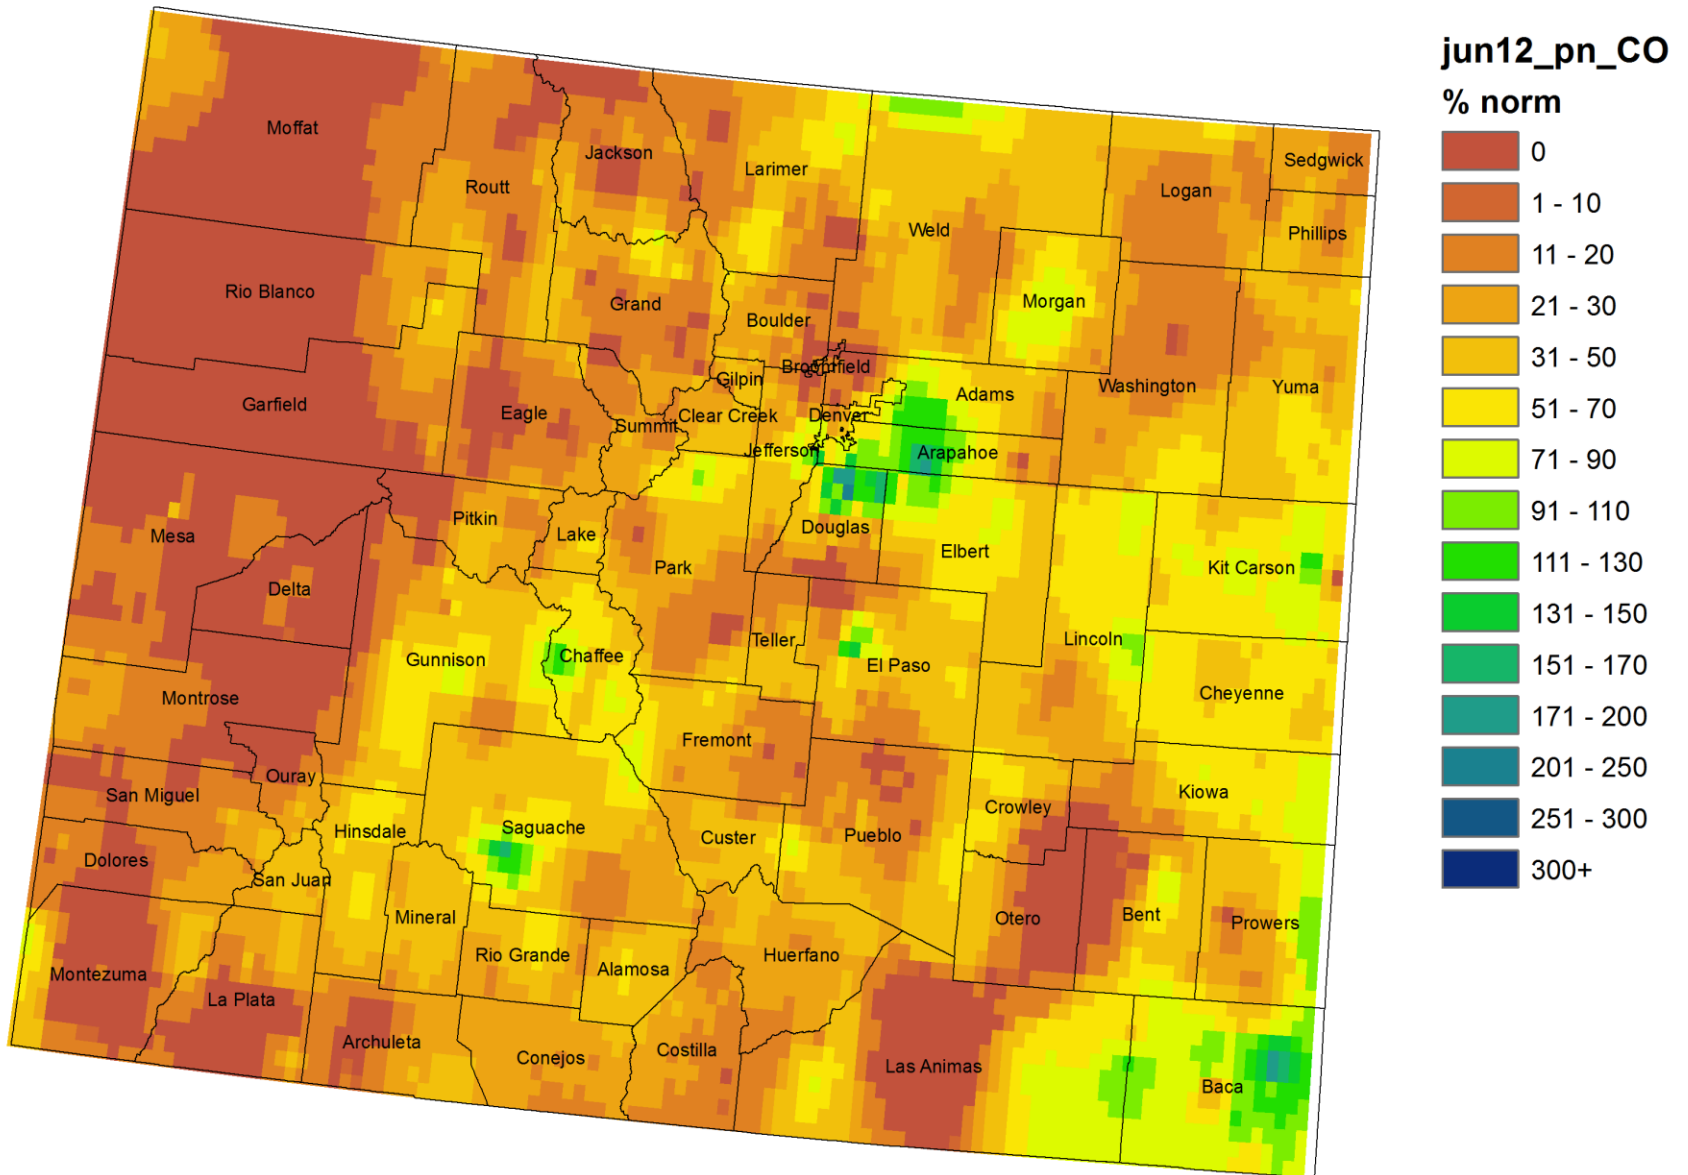 jun12_pn_CO
% norm
0
1 - 10
11 - 20
21 - 30
31 - 50
51 - 70
71 - 90
91 - 110
111 - 130
131 - 150
151 - 170
171 - 200
201 - 250
251 - 300
300+
Moffat
Routt
Jackson
Larimer
Weld
Logan
Sedgwick
Phillips
Rio Blanco
Grand
Boulder
Morgan
Broomfield
Gilpin
Adams
Washington
Yuma
Garfield
Eagle
Summit
Clear Creek
Denver
Jefferson
Arapahoe
Mesa
Pitkin
Lake
Park
Douglas
Elbert
Kit Carson
Delta
Gunnison
Chaffee
Teller
El Paso
Lincoln
Cheyenne
Montrose
Fremont
Ouray
San Miguel
Hinsdale
Saguache
Custer
Pueblo
Crowley
Kiowa
Dolores
San Juan
Mineral
Otero
Bent
Prowers
Montezuma
La Plata
Rio Grande
Alamosa
Huerfano
Archuleta
Conejos
Costilla
Las Animas
Baca